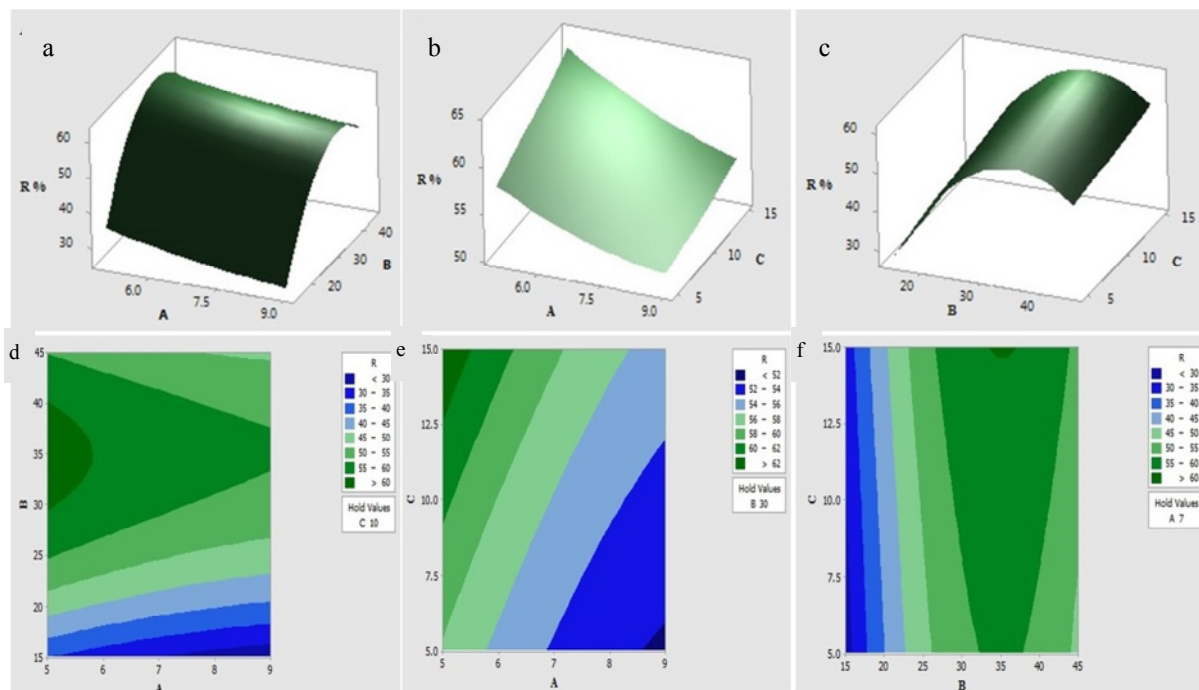 a
60
50
40
30
R %
6.0
7.5
9.0
A
20
30
40
B
b
65
60
55
50
R %
6.0
7.5
9.0
A
5
10
15
C
c
60
50
40
30
R %
20
30
40
B
5
10
15
C
d
45
40
35
30
25
20
15
B
5
6
7
8
9
A
R
< 30
30 – 35
35 – 40
40 – 45
45 – 50
50 – 55
55 – 60
> 60
Hold Values
C 10
e
15.0
12.5
10.0
7.5
5.0
C
5
6
7
8
9
A
R
< 52
52 – 54
54 – 56
56 – 58
58 – 60
60 – 62
> 62
Hold Values
B 30
f
15.0
12.5
10.0
7.5
5.0
C
15
20
25
30
35
40
45
B
R
< 30
30 – 35
35 – 40
40 – 45
45 – 50
50 – 55
55 – 60
> 60
Hold Values
A 7